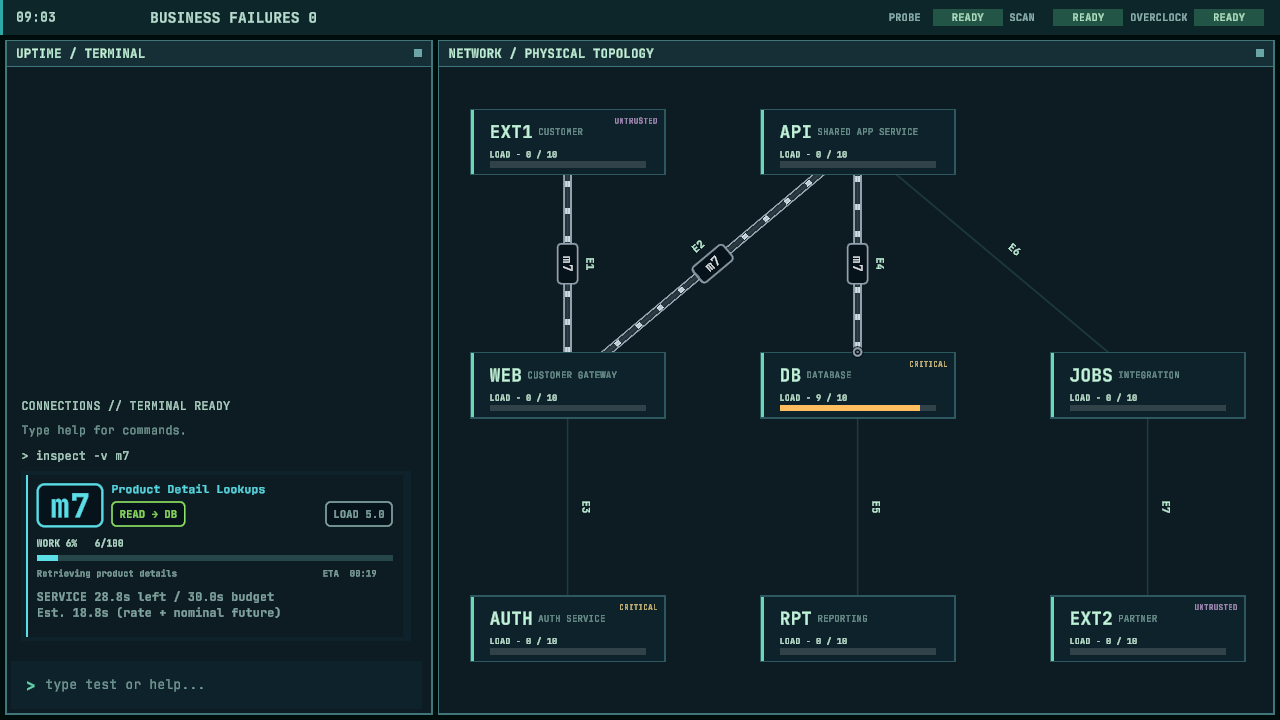 09:03 BUSINESS FAILURES 0 PROBE READY SCAN READY OVERCLOCK READY
UPTIME / TERMINAL
CONNECTIONS // TERMINAL READY
Type help for commands.
> inspect -v m7
m7 Product Detail Lookups
READ → DB LOAD 5.0
WORK 6% 6/100
Retrieving product details ETA 00:19
SERVICE 28.8s left / 30.0s budget
Est. 18.8s (rate + nominal future)
> type test or help...
NETWORK / PHYSICAL TOPOLOGY
UNTRUSTED
EXT1 CUSTOMER
LOAD - 0 / 10
API SHARED APP SERVICE
LOAD - 0 / 10
m7 E1
E2
m7
m7 E4
E6
WEB CUSTOMER GATEWAY
LOAD - 0 / 10
CRITICAL
DB DATABASE
LOAD - 9 / 10
JOBS INTEGRATION
LOAD - 0 / 10
E3
E5
E7
CRITICAL
AUTH AUTH SERVICE
LOAD - 0 / 10
RPT REPORTING
LOAD - 0 / 10
UNTRUSTED
EXT2 PARTNER
LOAD - 0 / 10